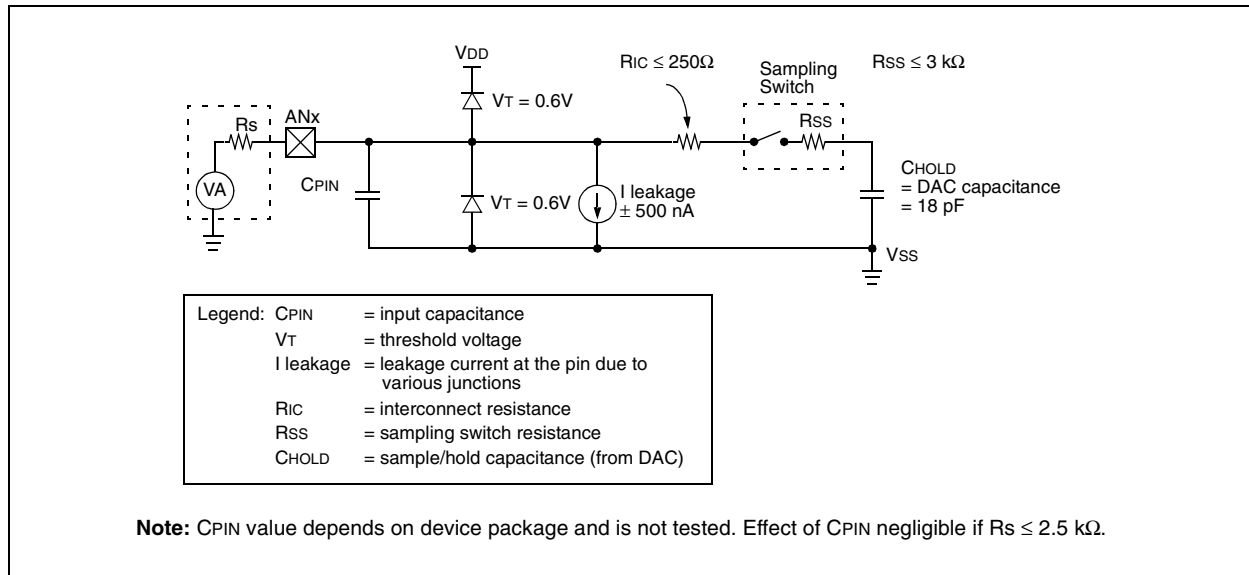 VDD
RIC ≤ 250Ω
Sampling
Switch
RSS ≤ 3 kΩ
VT = 0.6V
Rs
ANx
RSS
VA
CPIN
VT = 0.6V
I leakage
± 500 nA
CHOLD
= DAC capacitance
= 18 pF
VSS
Legend: CPIN = input capacitance
VT = threshold voltage
I leakage = leakage current at the pin due to
various junctions
RIC = interconnect resistance
RSS = sampling switch resistance
CHOLD = sample/hold capacitance (from DAC)
Note: CPIN value depends on device package and is not tested. Effect of CPIN negligible if Rs ≤ 2.5 kΩ.